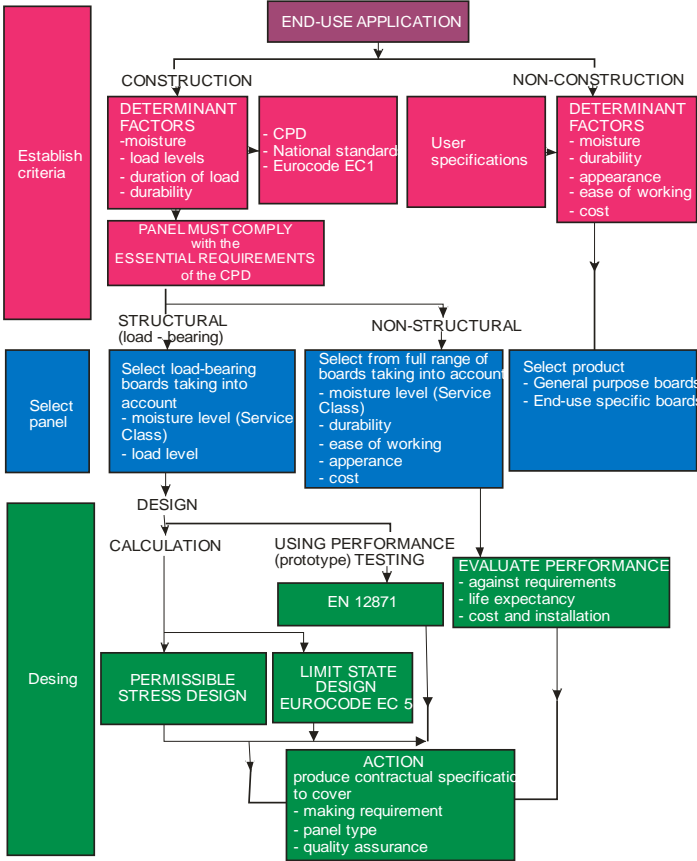 END-USE APPLICATION
CONSTRUCTION
NON-CONSTRUCTION
Establish
criteria
DETERMINANT
FACTORS
-moisture
- load levels
- duration of load
- durability
- CPD
- National standard
- Eurocode EC1
User
specifications
DETERMINANT
FACTORS
- moisture
- durability
- appearance
- ease of working
- cost
PANEL MUST COMPLY
with the
ESSENTIAL REQUIREMENTS
of the CPD
STRUCTURAL
(load - bearing)
NON-STRUCTURAL
Select
panel
Select load-bearing
boards taking into
account
- moisture level (Service
Class)
- load level
Select from full range of
boards taking into account
- moisture level (Service
Class)
- durability
- ease of working
- apperance
- cost
Select product
- General purpose boards
- End-use specific boards
DESIGN
CALCULATION
USING PERFORMANCE
(prototype) TESTING
Desing
EN 12871
EVALUATE PERFORMANCE
- against requirements
- life expectancy
- cost and installation
PERMISSIBLE
STRESS DESIGN
LIMIT STATE
DESIGN
EUROCODE EC 5
ACTION
produce contractual specificatio
to cover
- making requirement
- panel type
- quality assurance